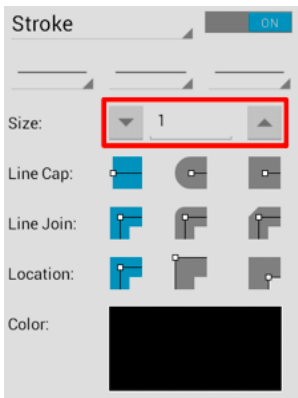 Stroke ON
Size: 1
Line Cap:
Line Join:
Location:
Color: